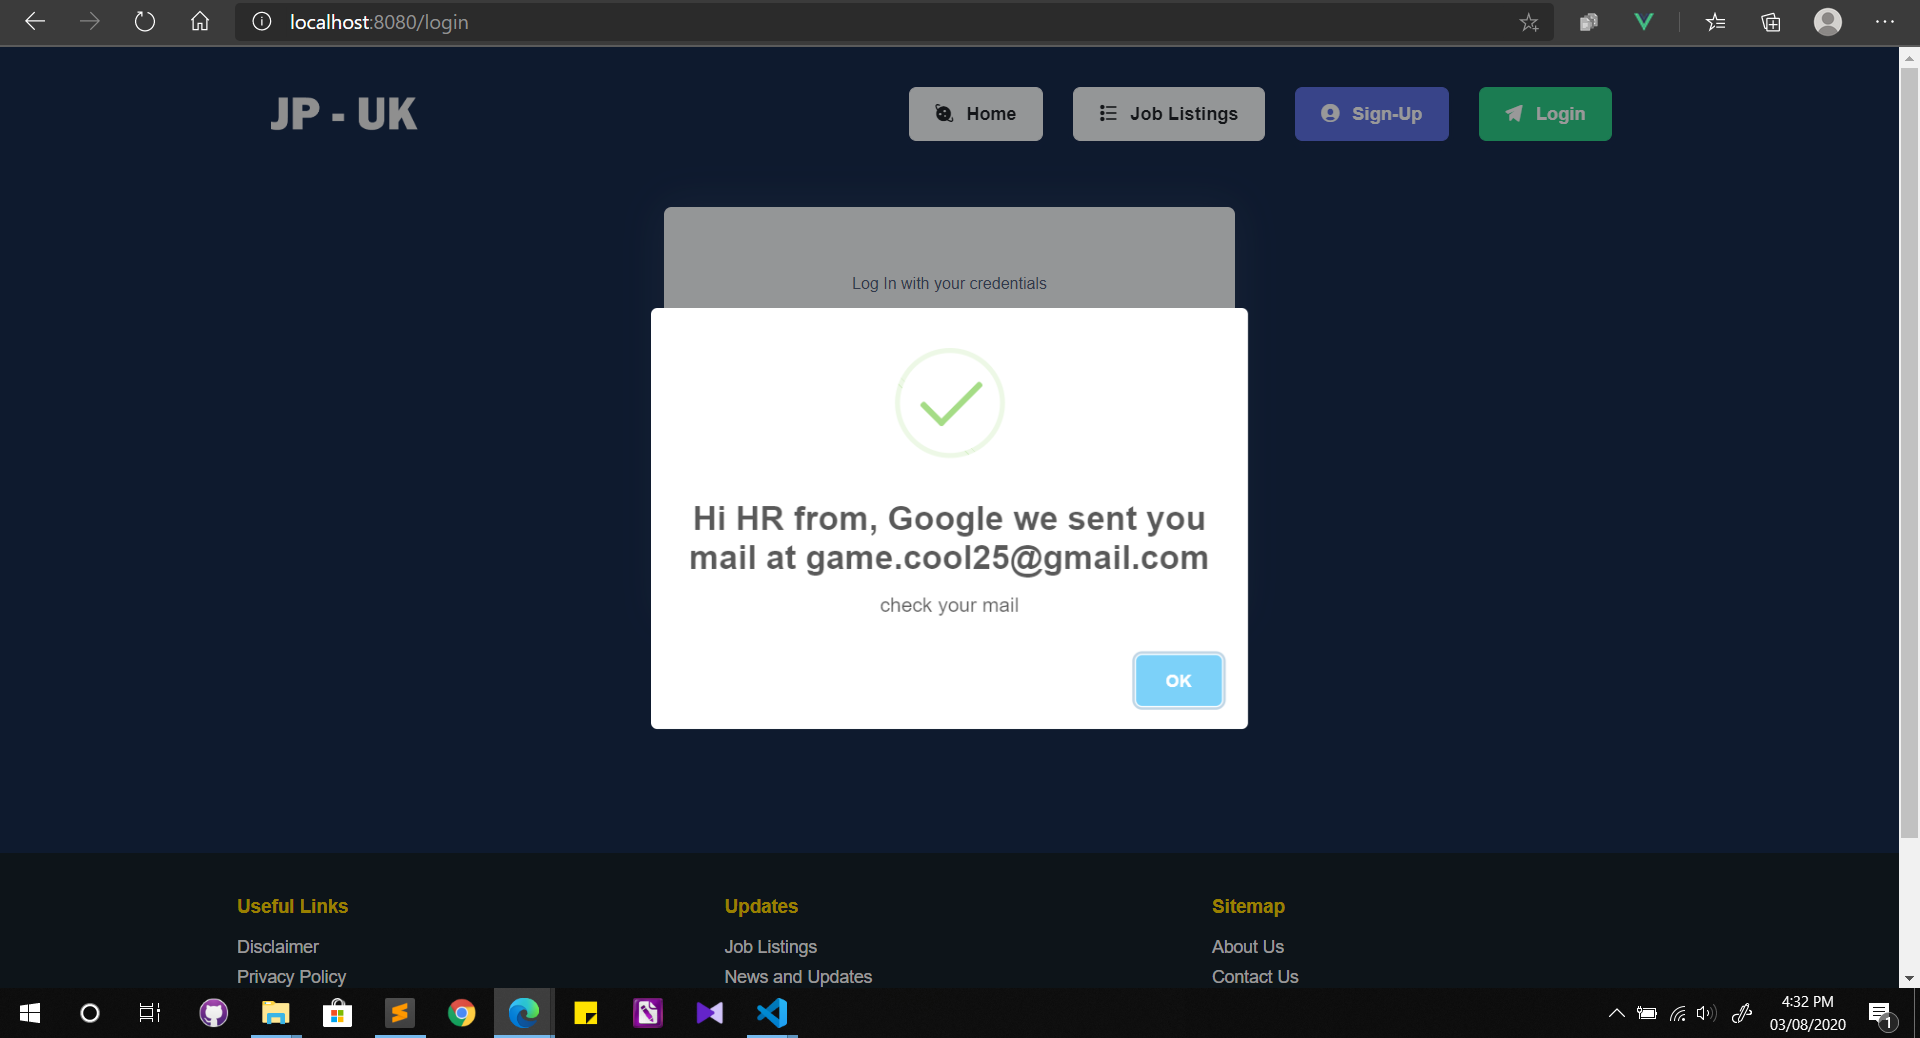 localhost:8080/login
JP - UK
Home
Job Listings
Sign-Up
Login
Log In with your credentials
Hi HR from, Google we sent you
mail at game.cool25@gmail.com
check your mail
OK
Useful Links
Updates
Sitemap
Disclaimer
Job Listings
About Us
Privacy Policy
News and Updates
Contact Us
4:32 PM
03/08/2020
1